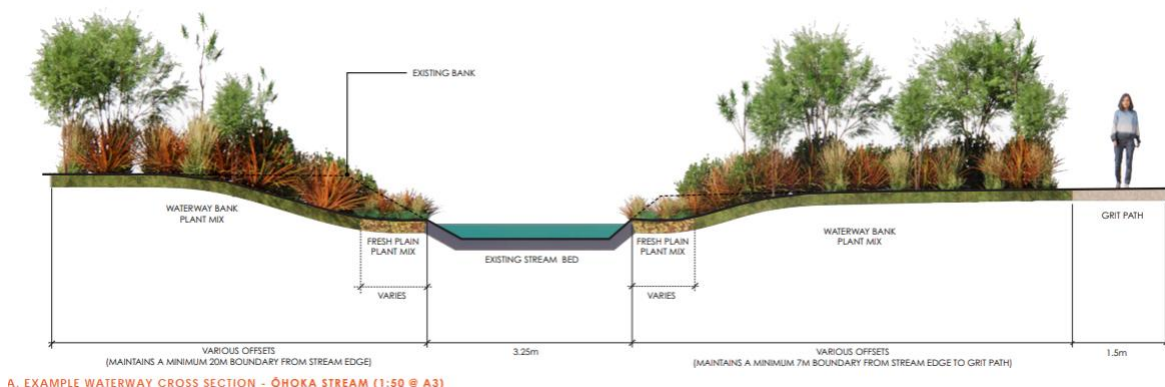 EXISTING BANK
WATERWAY BANK
PLANT MIX
FRESH PLAIN
PLANT MIX
EXISTING STREAM BED
FRESH PLAIN
PLANT MIX
WATERWAY BANK
PLANT MIX
GRIT PATH
VARIES
VARIES
VARIOUS OFFSETS
(MAINTAINS A MINIMUM 20M BOUNDARY FROM STREAM EDGE)
3.25m
VARIOUS OFFSETS
(MAINTAINS A MINIMUM 7M BOUNDARY FROM STREAM EDGE TO GRIT PATH)
1.5m
A. EXAMPLE WATERWAY CROSS SECTION - ŌHOKA STREAM (1:50 @ A3)